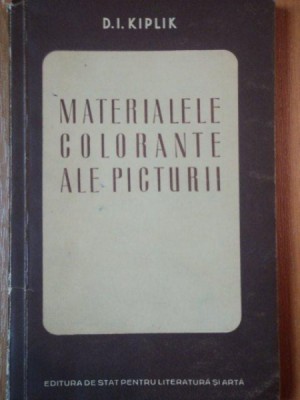 D.I. KIPLIK
MATERIALELE
COLORANTE
ALE PICTURII
EDITURA DE STAT PENTRU LITERATURĂ ȘI ARTĂ